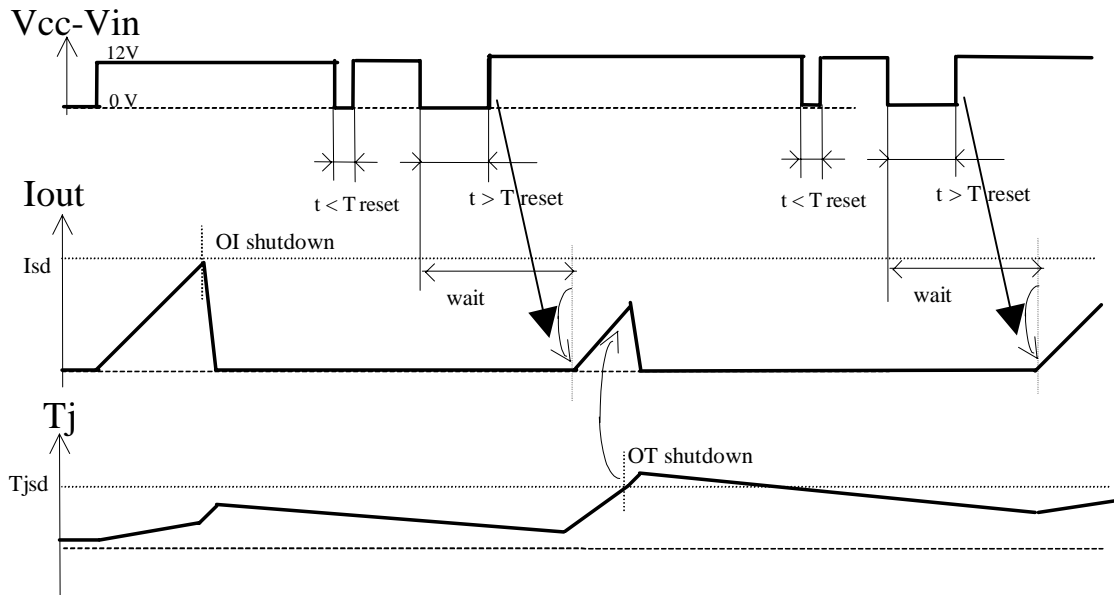 Vcc-Vin
12V
0 V
t < T reset
t > T reset
t < T reset
t > T reset
Iout
OI shutdown
Isd
wait
wait
Tj
OT shutdown
Tjsd